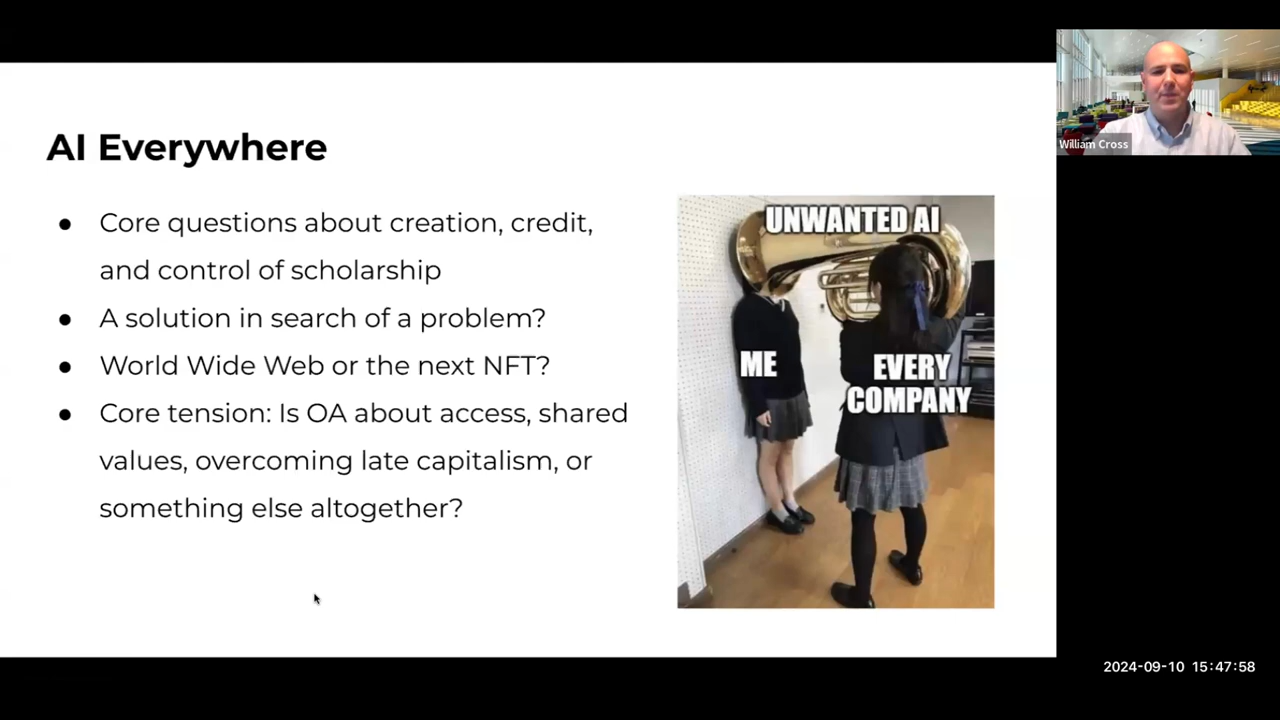 AI Everywhere
● Core questions about creation, credit,
and control of scholarship
● A solution in search of a problem?
● World Wide Web or the next NFT?
● Core tension: Is OA about access, shared
values, overcoming late capitalism, or
something else altogether?
UNWANTED AI
ME
EVERY
COMPANY
William Cross
2024-09-10 15:47:58